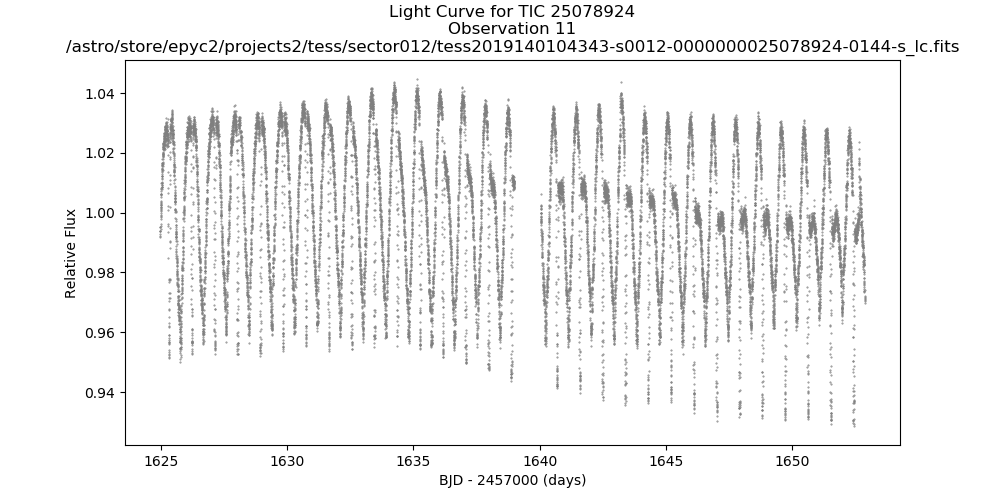 Light Curve for TIC 25078924
Observation 11
/astro/store/epyc2/projects2/tess/sector012/tess2019140104343-s0012-0000000025078924-0144-s_lc.fits
Relative Flux
1.04
1.02
1.00
0.98
0.96
0.94
1625
1630
1635
1640
1645
1650
BJD - 2457000 (days)